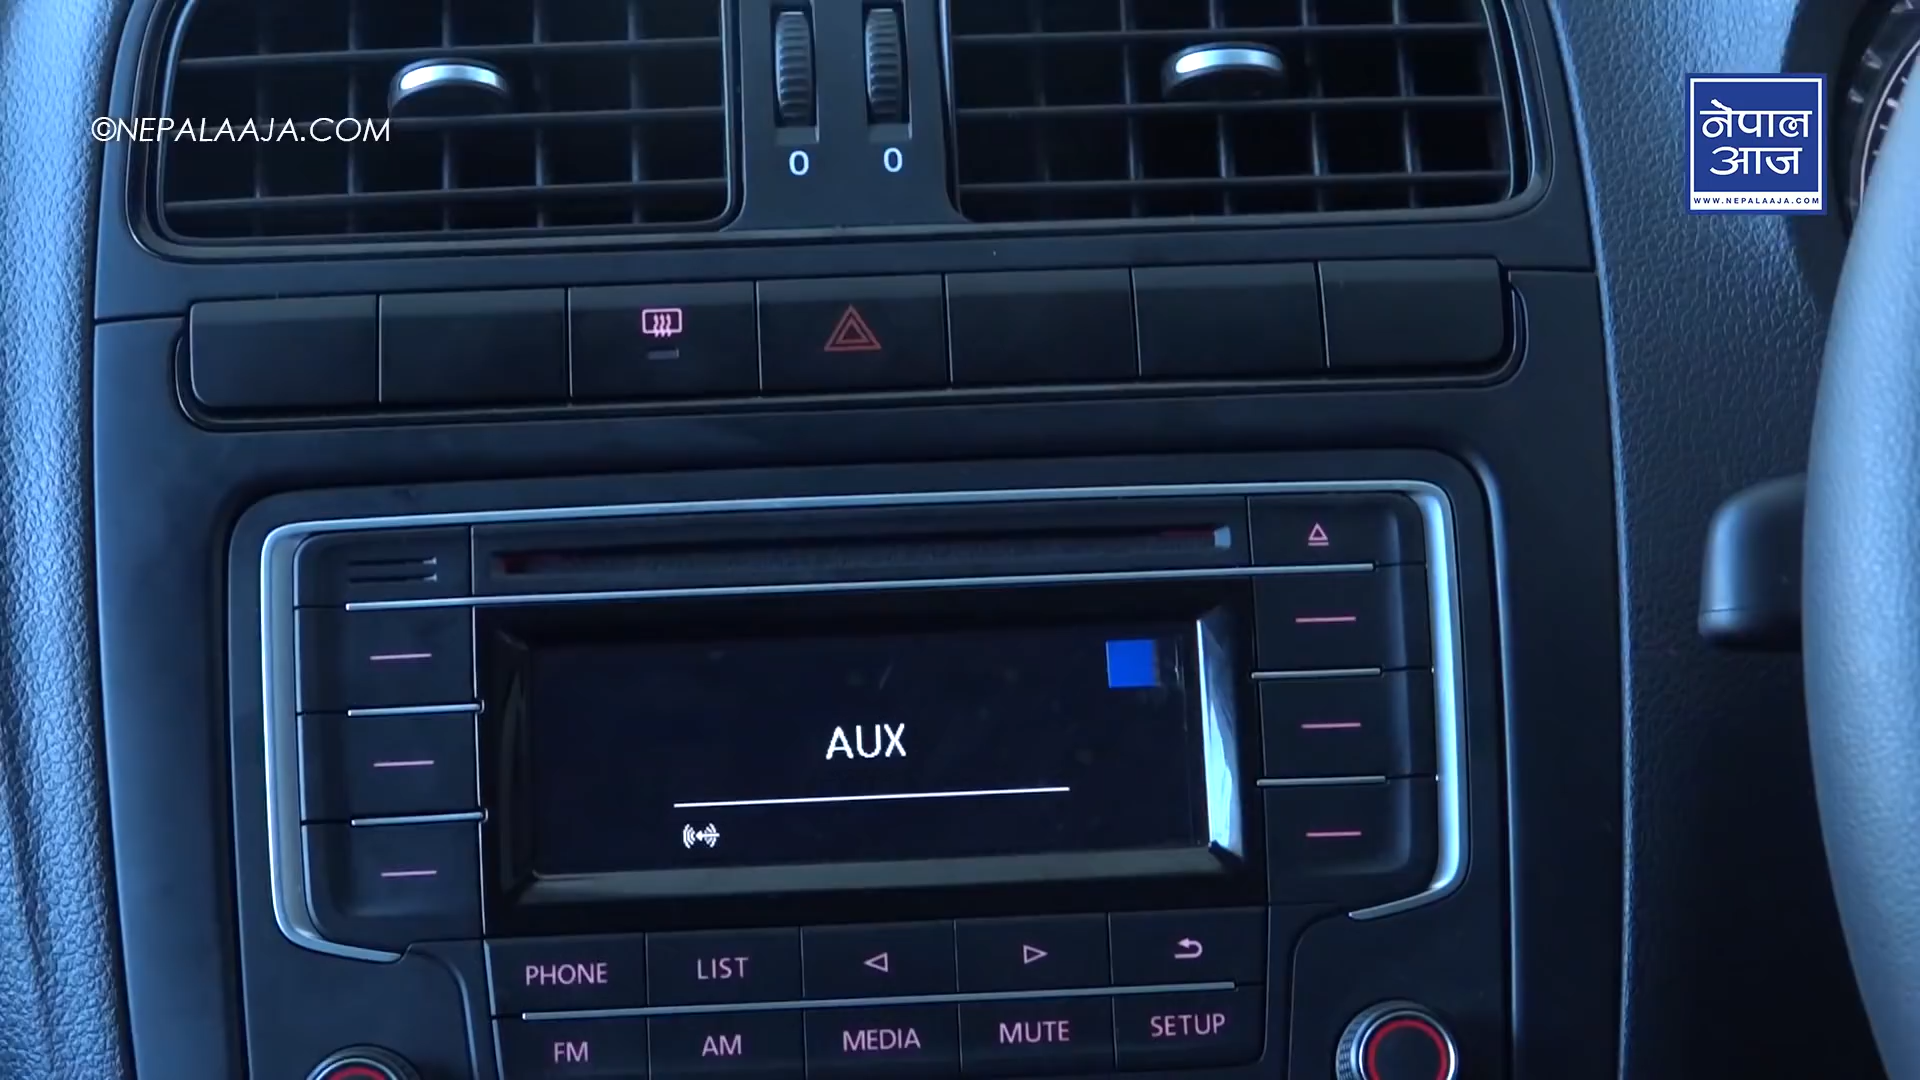 ©NEPALAAJA.COM
नेपाल
आज
WWW.NEPALAAJA.COM
0 0
AUX
PHONE LIST
FM AM MEDIA MUTE SETUP